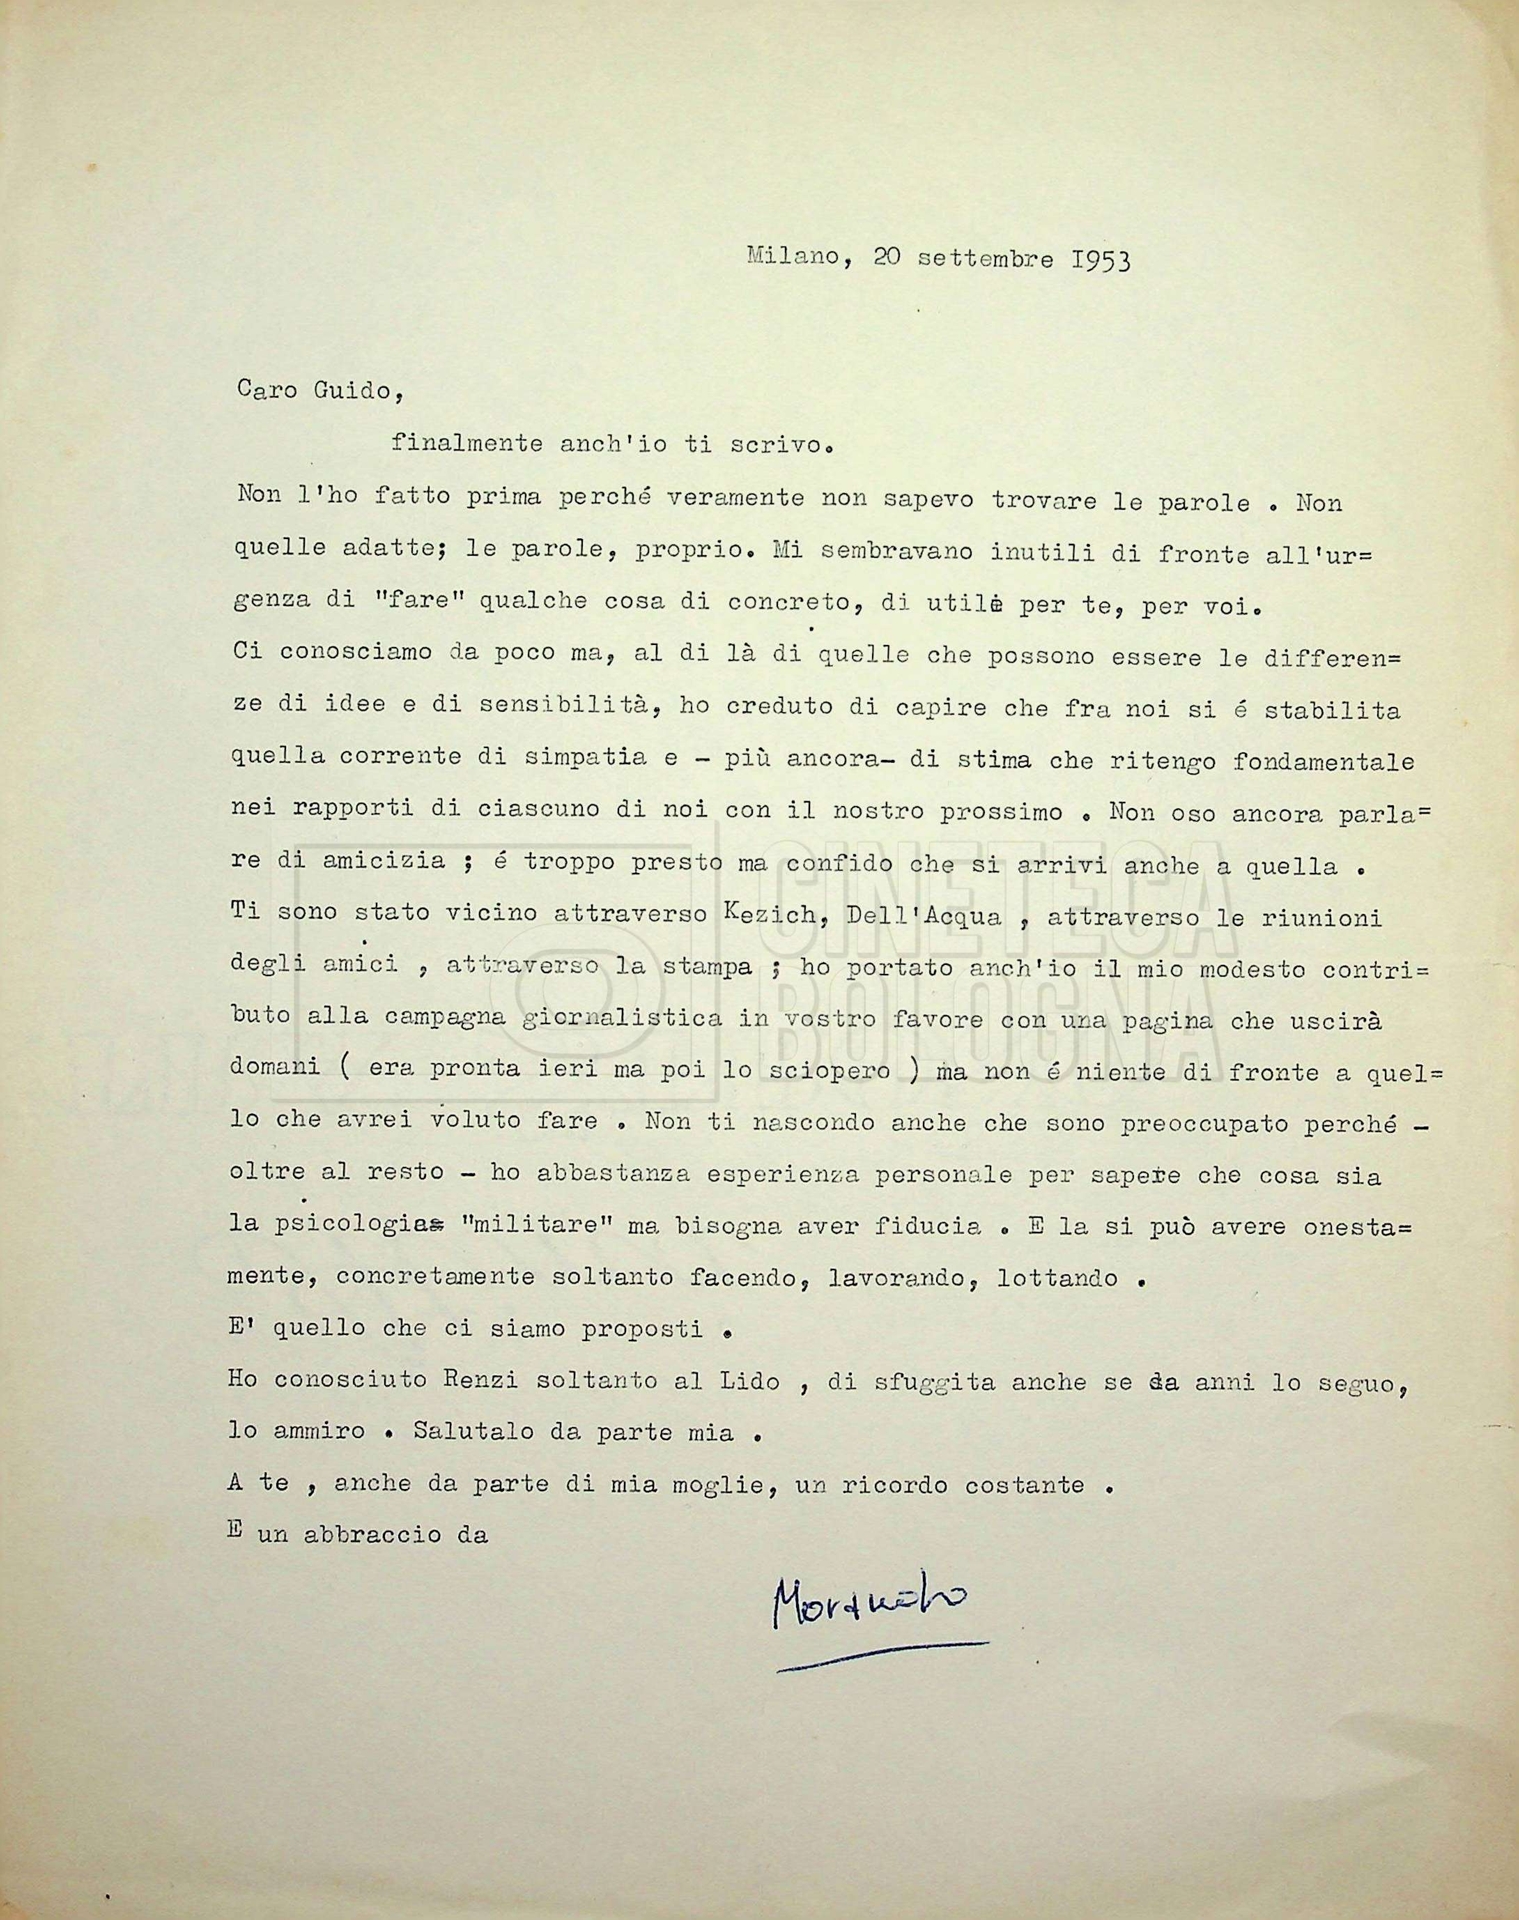 Milano, 20 settembre I953
Caro Guido,
finalmente anch'io ti scrivo.
Non l'ho fatto prima perché veramente non sapevo trovare le parole . Non
quelle adatte; le parole, proprio. Mi sembravano inutili di fronte all'ur=
genza di "fare" qualche cosa di concreto, di utile per te, per voi.
Ci conosciamo da poco ma, al di là di quelle che possono essere le differen=
ze di idee e di sensibilità, ho creduto di capire che fra noi si é stabilita
quella corrente di simpatia e - più ancora- di stima che ritengo fondamentale
nei rapporti di ciascuno di noi con il nostro prossimo . Non oso ancora parla=
re di amicizia ; é troppo presto ma confido che si arrivi anche a quella .
Ti sono stato vicino attraverso Kezich, Dell'Acqua , attraverso le riunioni
degli amici , attraverso la stampa ; ho portato anch'io il mio modesto contri=
buto alla campagna giornalistica in vostro favore con una pagina che uscirà
domani ( era pronta ieri ma poi lo sciopero ) ma non é niente di fronte a quel=
lo che avrei voluto fare . Non ti nascondo anche che sono preoccupato perché -
oltre al resto - ho abbastanza esperienza personale per sapere che cosa sia
la psicologia "militare" ma bisogna aver fiducia . E la si può avere onesta=
mente, concretamente soltanto facendo, lavorando, lottando .
E' quello che ci siamo proposti .
Ho conosciuto Renzi soltanto al Lido , di sfuggita anche se da anni lo seguo,
lo ammiro . Salutalo da parte mia .
A te , anche da parte di mia moglie, un ricordo costante .
E un abbraccio da
CINETECA
BOLOGNA